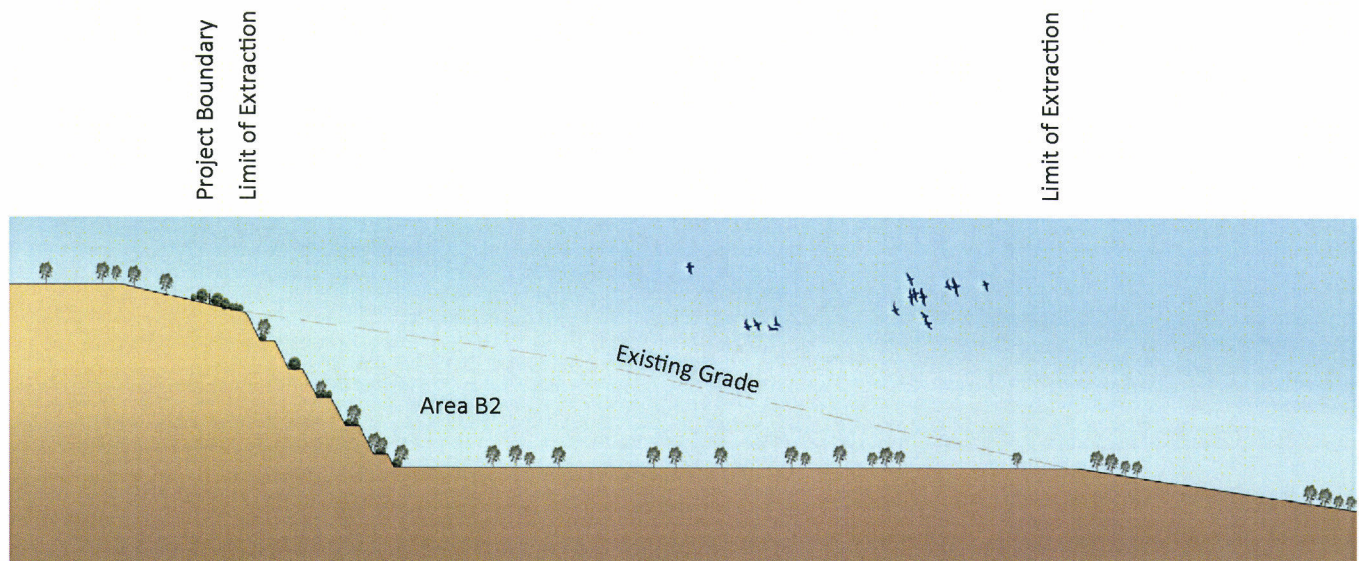 Project Boundary
Limit of Extraction
Limit of Extraction
Existing Grade
Area B2